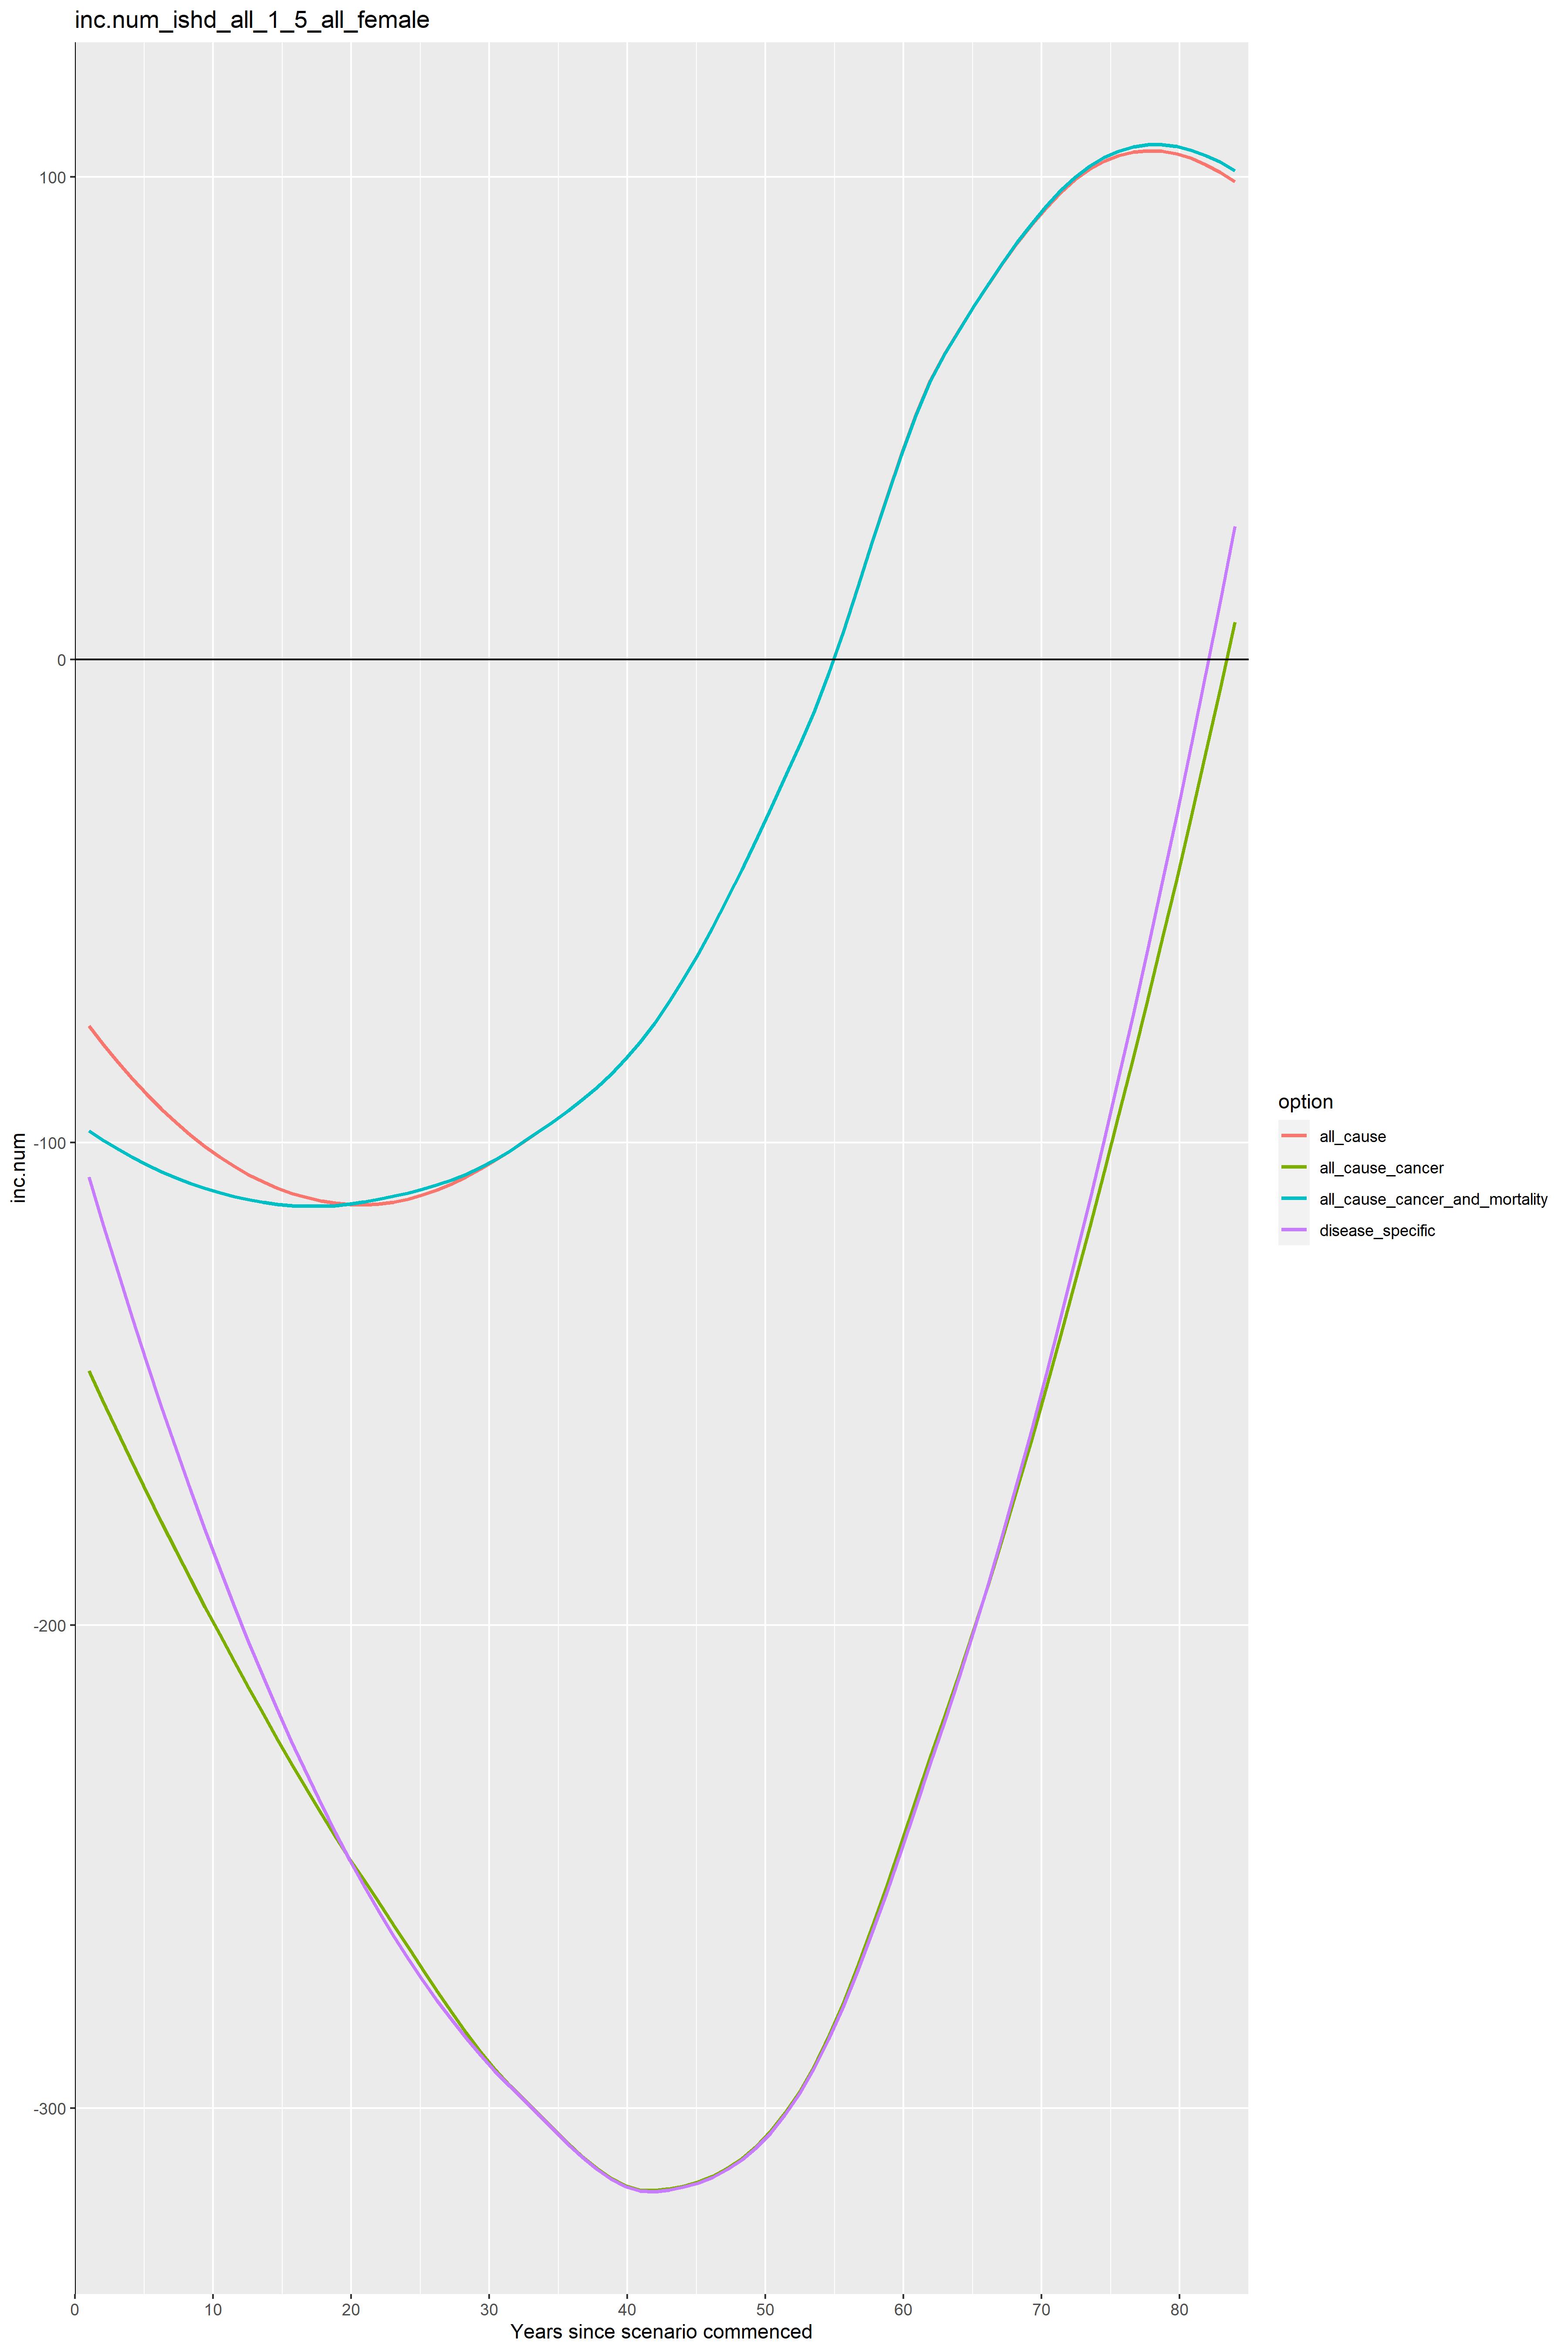 inc.num_ishd_all_1_5_all_female
100
0
-100
-200
-300
inc.num
0 10 20 30 40 50 60 70 80
Years since scenario commenced
option
all_cause
all_cause_cancer
all_cause_cancer_and_mortality
disease_specific